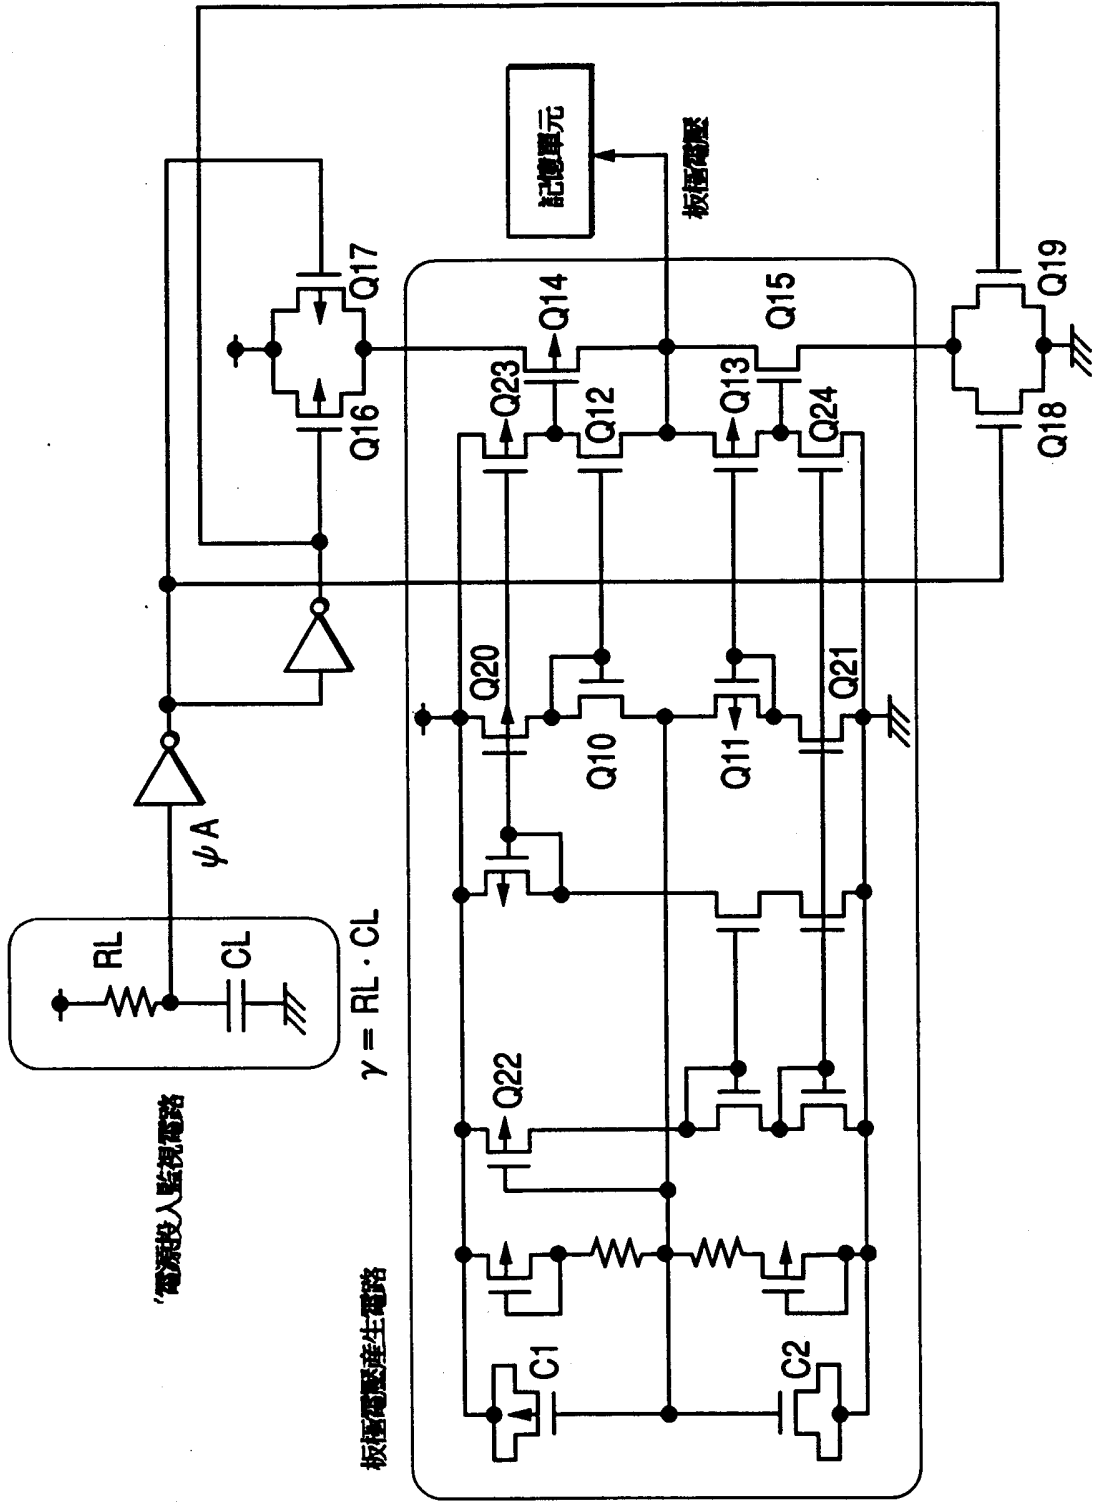 電源投入監視電路
RL
CL
γ = RL · CL
ψA
Q16
Q17
板極電壓產生電路
C1
C2
Q22
Q20
Q10
Q11
Q21
Q23
Q12
Q14
Q13
Q24
Q15
Q18
Q19
記憶單元
板極電壓